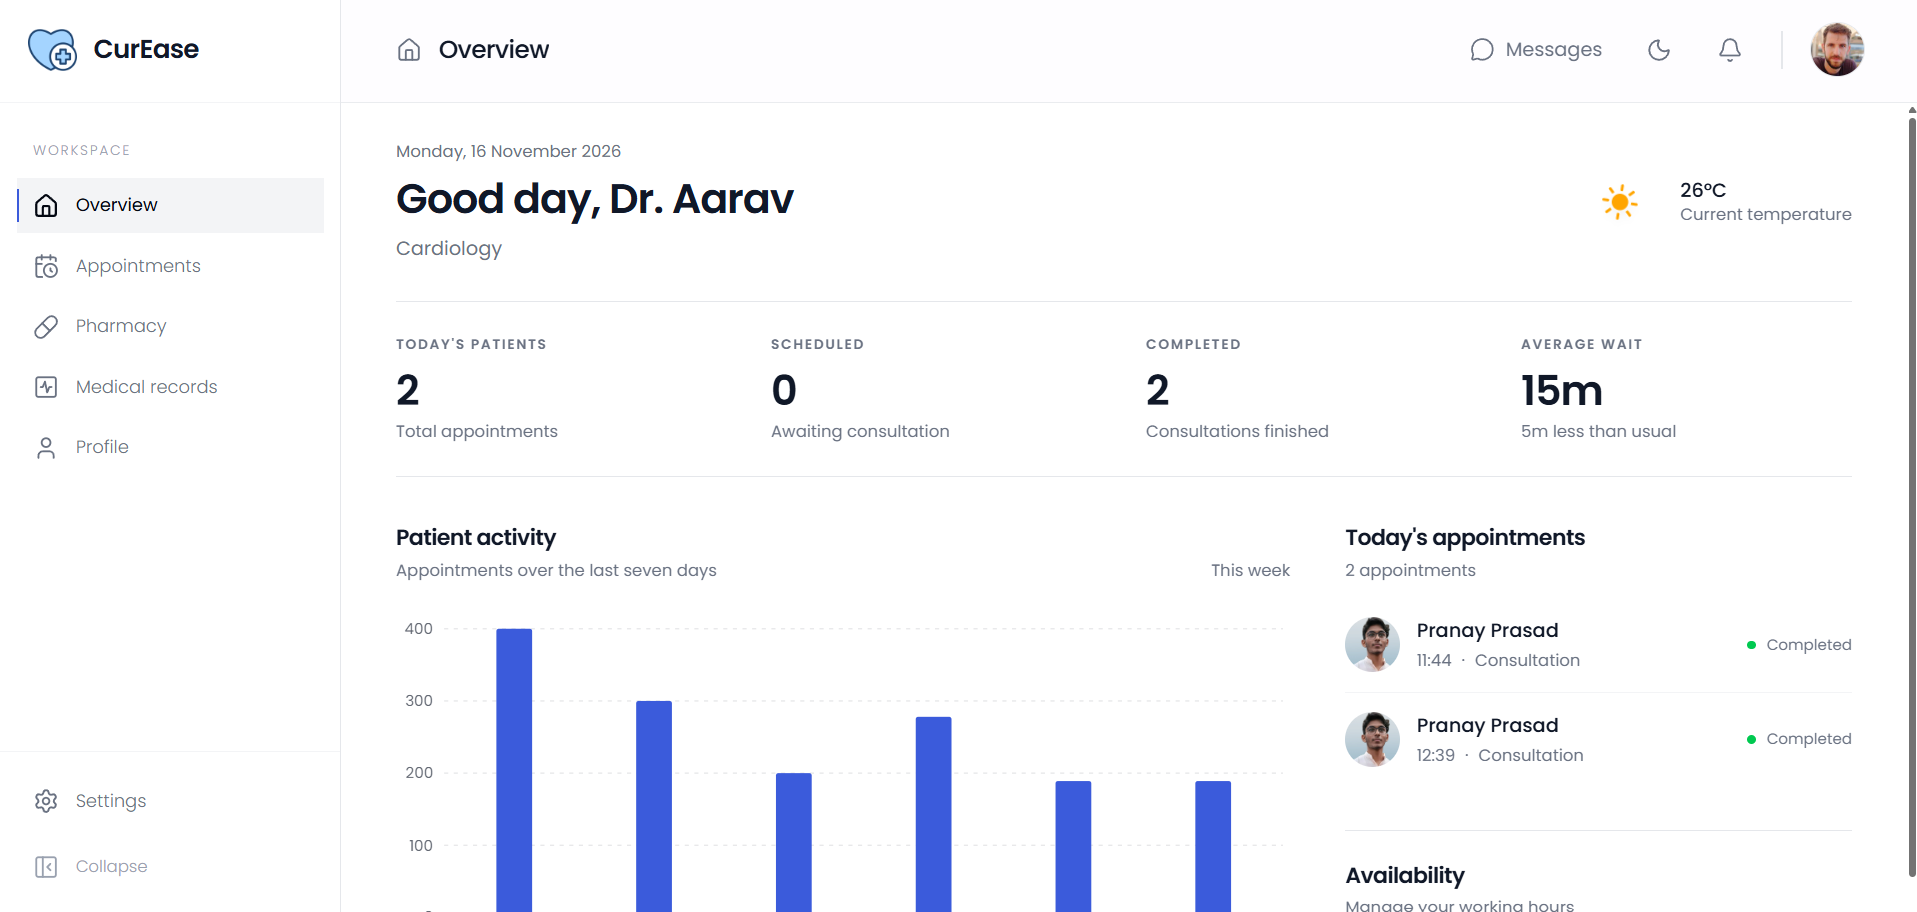 CurEase
Overview
Messages
WORKSPACE
Overview
Appointments
Pharmacy
Medical records
Profile
Settings
Collapse
Monday, 16 November 2026
Good day, Dr. Aarav
Cardiology
26°C
Current temperature
TODAY'S PATIENTS
2
Total appointments
SCHEDULED
0
Awaiting consultation
COMPLETED
2
Consultations finished
AVERAGE WAIT
15m
5m less than usual
Patient activity
Appointments over the last seven days
This week
400
300
200
100
Today's appointments
2 appointments
Pranay Prasad
11:44 · Consultation
Completed
Pranay Prasad
12:39 · Consultation
Completed
Availability
Manage your working hours